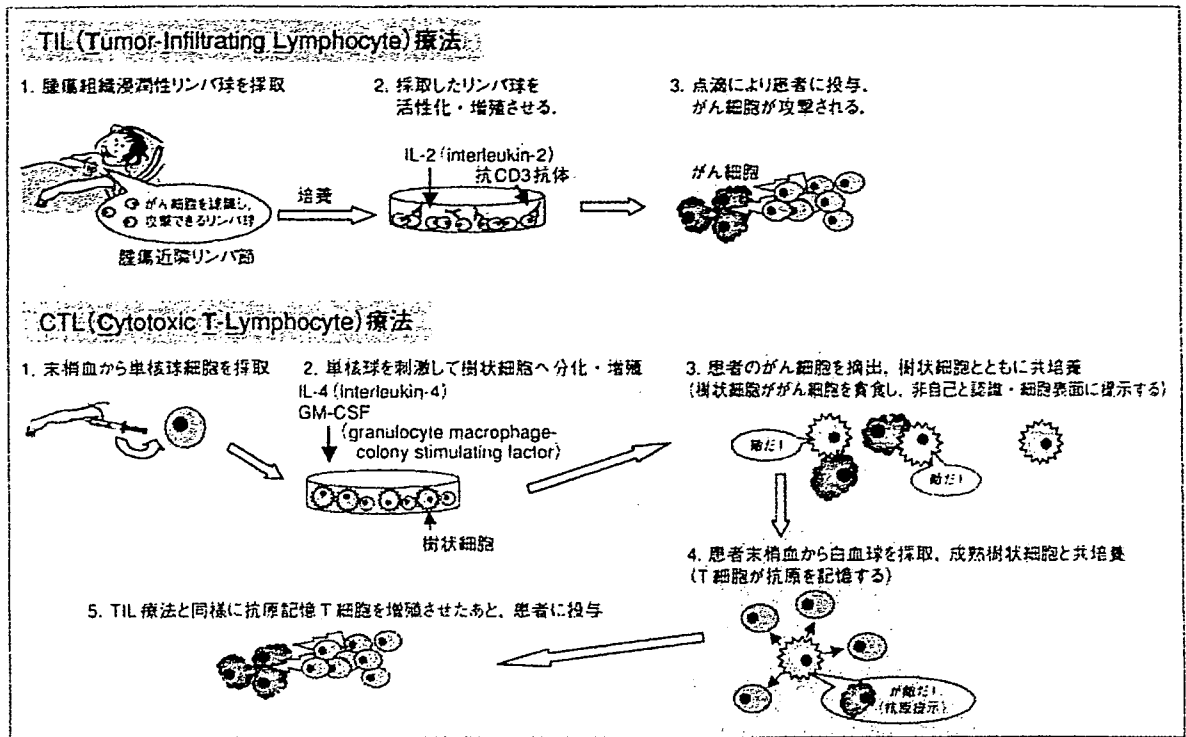 TIL(Tumor-Infiltrating Lymphocyte)療法
1. 腫瘍組織浸潤性リンパ球を採取
2. 採取したリンパ球を
活性化・増殖させる.
3. 点滴により患者に投与.
がん細胞が攻撃される.
IL-2(interleukin-2)
抗CD3抗体
がん細胞
培養
がん細胞を認識し,
攻撃できるリンパ球
腫瘍近隣リンパ節
CTL(Cytotoxic T-Lymphocyte)療法
1. 末梢血から単核球細胞を採取
2. 単核球を刺激して樹状細胞へ分化・増殖
IL-4(interleukin-4)
GM-CSF
(granulocyte macrophage-
colony stimulating factor)
樹状細胞
3. 患者のがん細胞を摘出, 樹状細胞とともに共培養
(樹状細胞ががん細胞を貪食し, 非自己と認識・細胞表面に提示する)
敵だ!
敵だ!
4. 患者末梢血から白血球を採取, 成熟樹状細胞と共培養
(T細胞が抗原を記憶する)
が敵だ!
(抗原提示)
5. TIL療法と同様に抗原記憶T細胞を増殖させたあと, 患者に投与